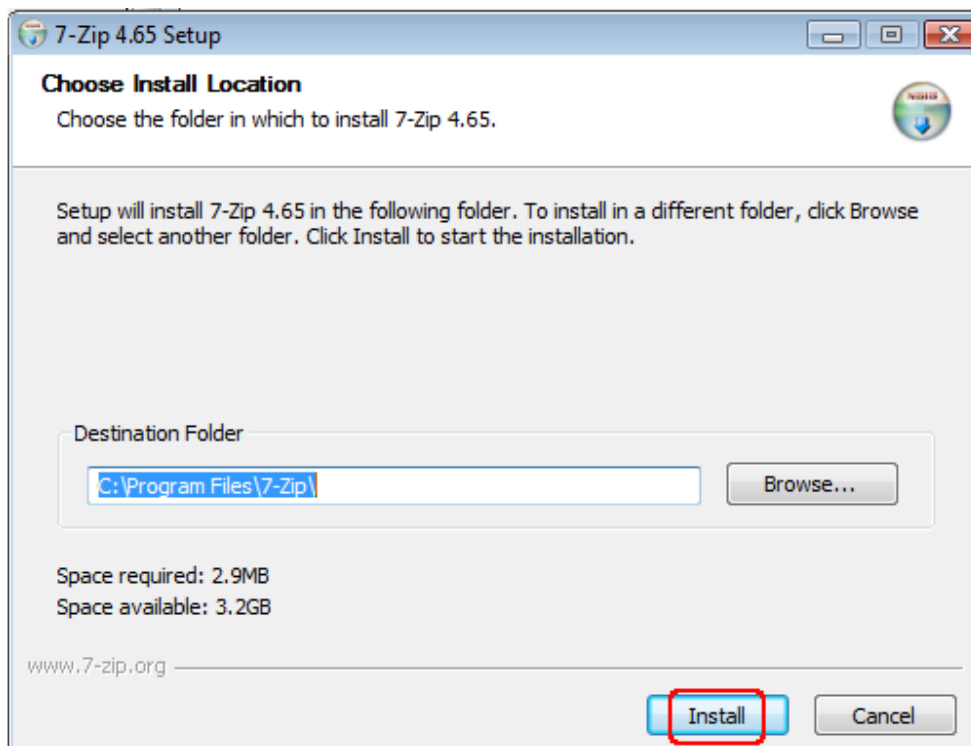 7-Zip 4.65 Setup
Choose Install Location
Choose the folder in which to install 7-Zip 4.65.
Setup will install 7-Zip 4.65 in the following folder. To install in a different folder, click Browse
and select another folder. Click Install to start the installation.
Destination Folder
C:\Program Files\7-Zip\
Browse...
Space required: 2.9MB
Space available: 3.2GB
www.7-zip.org
Install
Cancel